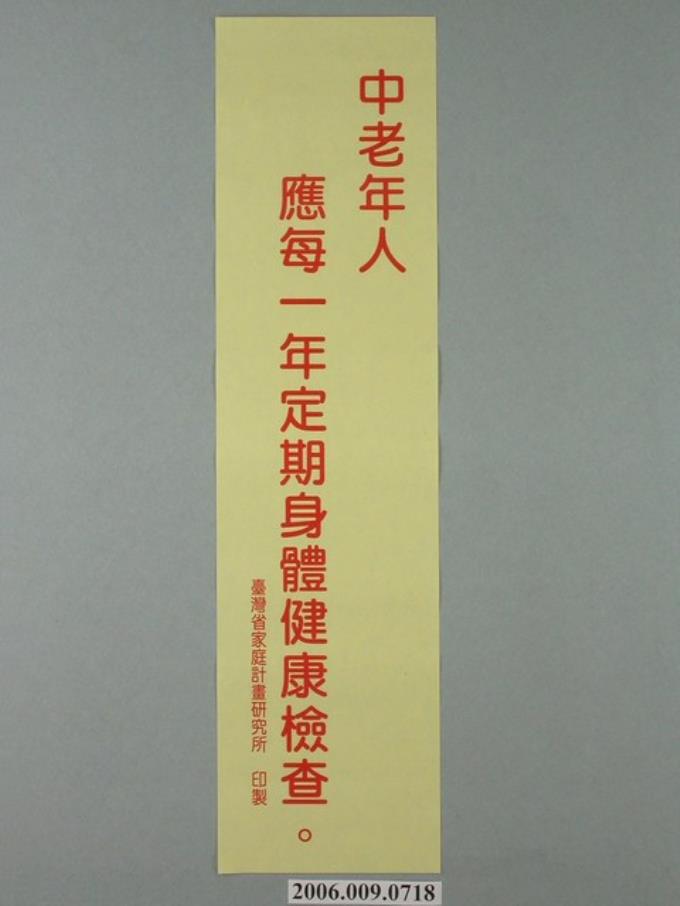 中老年人
應每一年定期身體健康檢查。
臺灣省家庭計畫研究所 印製
2006.009.0718